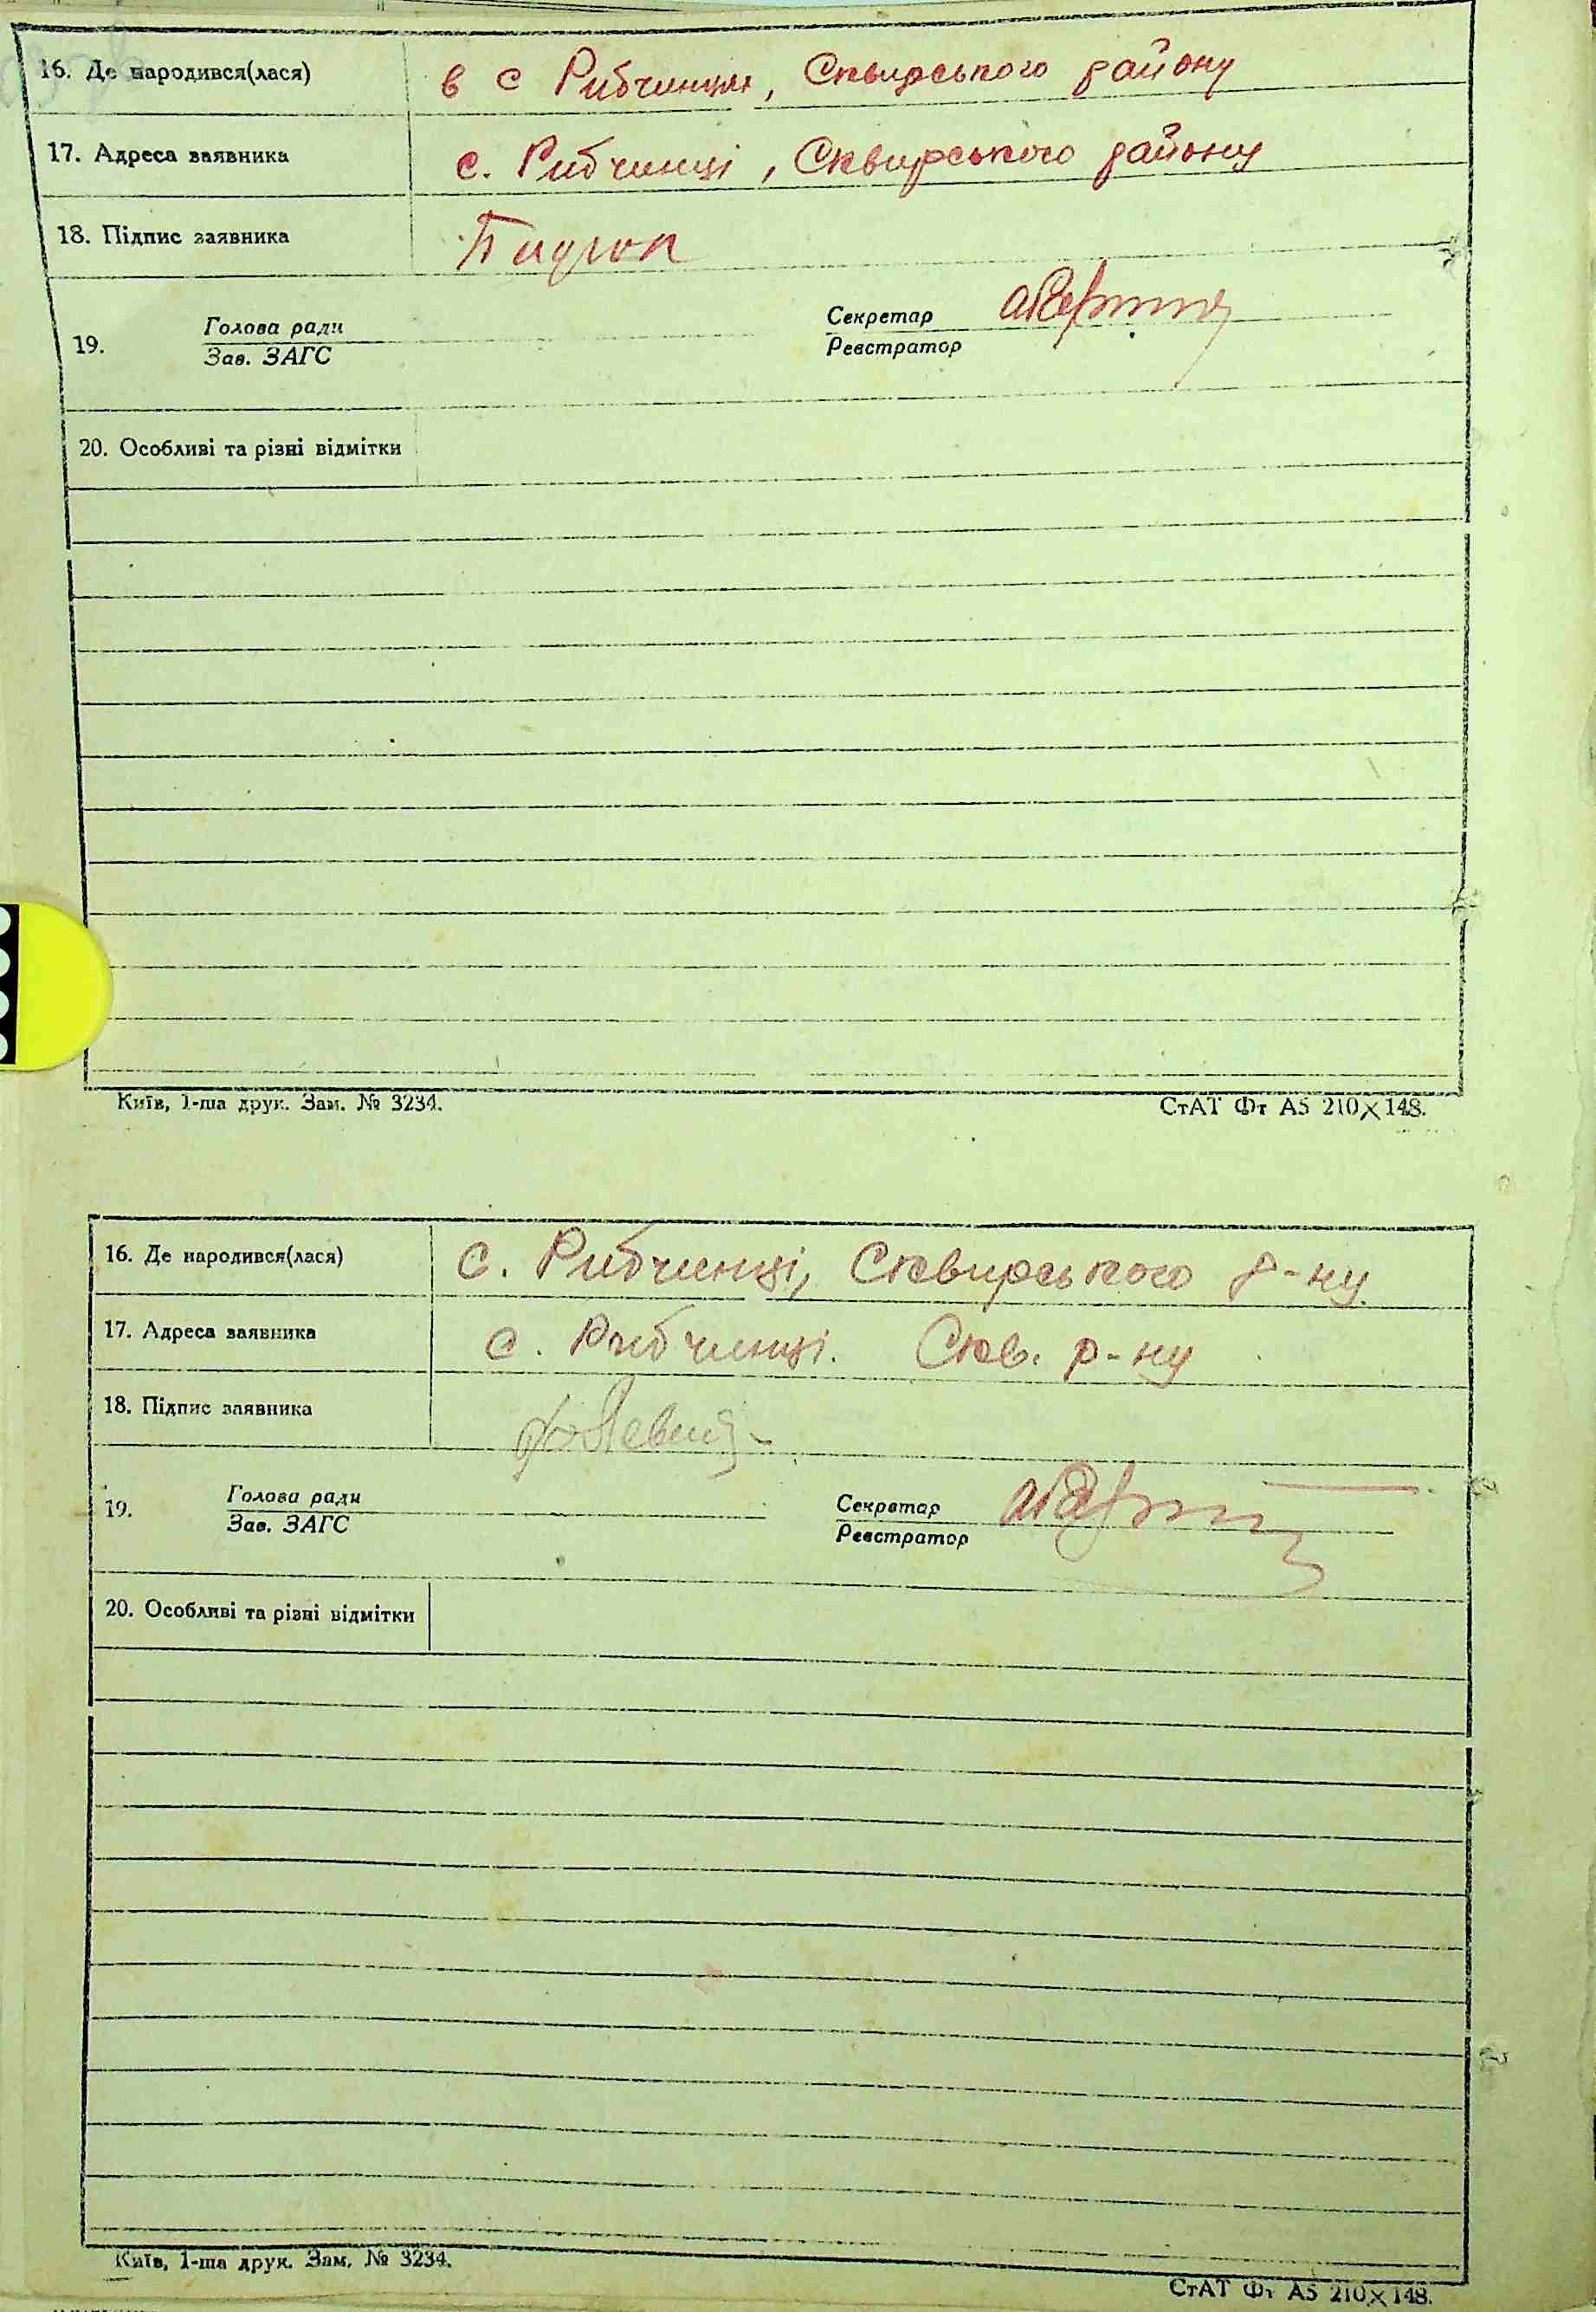 16. Де народився(лася) в с Рибчинцях, Сквирського району
17. Адреса заявника с. Рибчинці, Сквирського району
18. Підпис заявника
19. Голова ради Секретар
Зав. ЗАГС Реєстратор
20. Особливі та різні відмітки
Київ, 1-ша друк. Зам. № 3234. СтАТ Фт А5 210×148.
16. Де народився(лася) с. Рибчинці, Сквирського р-ну
17. Адреса заявника с. Рибчинці. Скв. р-ну
18. Підпис заявника
19. Голова ради Секретар
Зав. ЗАГС Реєстратор
20. Особливі та різні відмітки
Київ, 1-ша друк. Зам. № 3234.
СтАТ Фт А5 210×148.